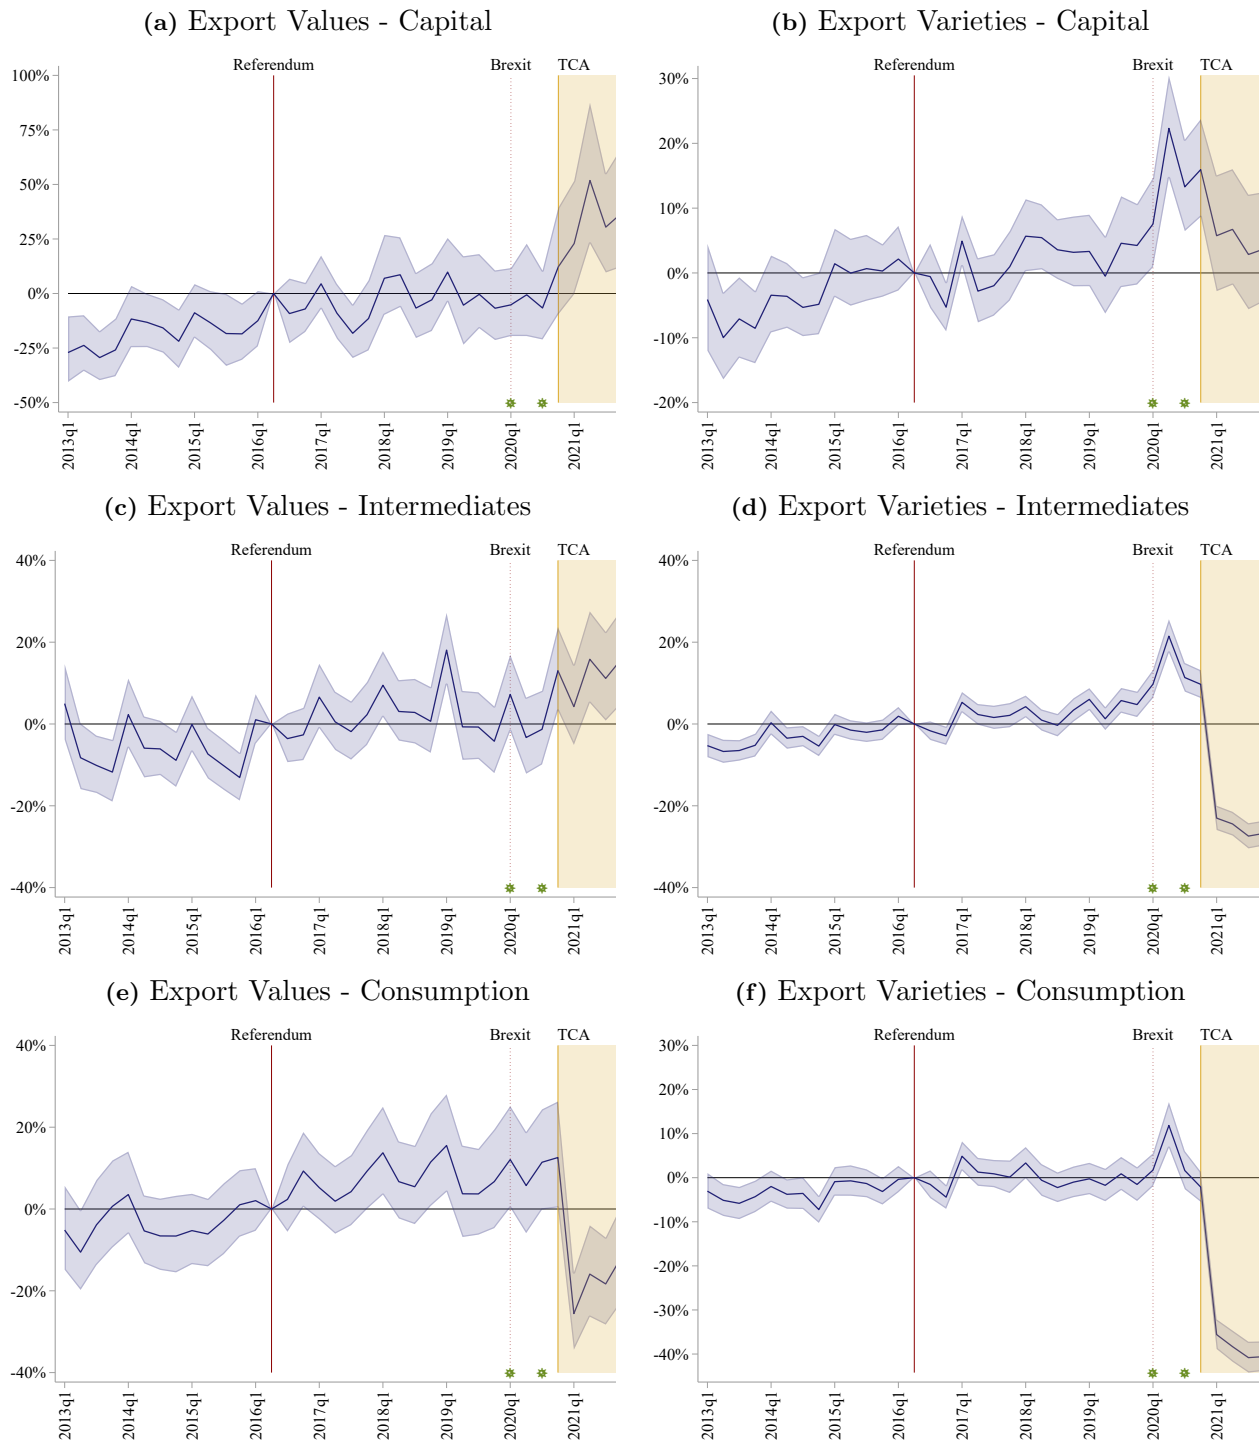 (a) Export Values - Capital
Referendum Brexit TCA
100%
75%
50%
25%
0%
-25%
-50%
2013q1 2014q1 2015q1 2016q1 2017q1 2018q1 2019q1 2020q1 2021q1
(b) Export Varieties - Capital
Referendum Brexit TCA
30%
20%
10%
0%
-10%
-20%
2013q1 2014q1 2015q1 2016q1 2017q1 2018q1 2019q1 2020q1 2021q1
(c) Export Values - Intermediates
Referendum Brexit TCA
40%
20%
0%
-20%
-40%
2013q1 2014q1 2015q1 2016q1 2017q1 2018q1 2019q1 2020q1 2021q1
(d) Export Varieties - Intermediates
Referendum Brexit TCA
40%
20%
0%
-20%
-40%
2013q1 2014q1 2015q1 2016q1 2017q1 2018q1 2019q1 2020q1 2021q1
(e) Export Values - Consumption
Referendum Brexit TCA
40%
20%
0%
-20%
-40%
2013q1 2014q1 2015q1 2016q1 2017q1 2018q1 2019q1 2020q1 2021q1
(f) Export Varieties - Consumption
Referendum Brexit TCA
30%
20%
10%
0%
-10%
-20%
-30%
-40%
2013q1 2014q1 2015q1 2016q1 2017q1 2018q1 2019q1 2020q1 2021q1